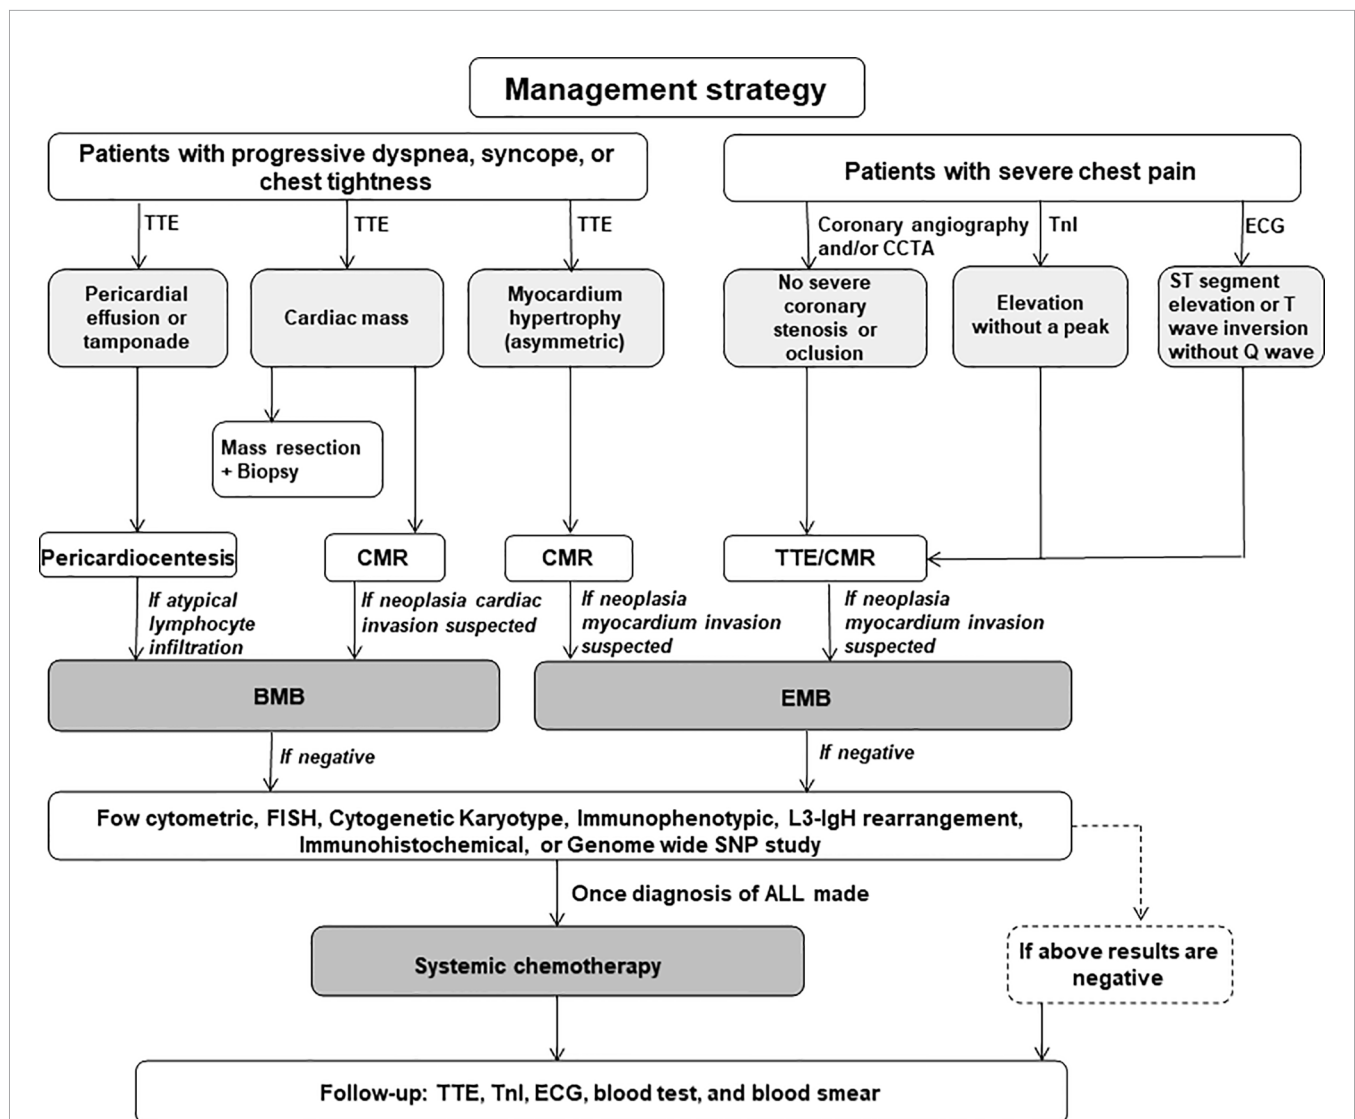 Management strategy
Patients with progressive dyspnea, syncope, or
chest tightness
Patients with severe chest pain
TTE
TTE
TTE
Coronary angiography
and/or CCTA
TnI
ECG
Pericardial
effusion or
tamponade
Cardiac mass
Myocardium
hypertrophy
(asymmetric)
No severe
coronary
stenosis or
oclusion
Elevation
without a peak
ST segment
elevation or T
wave inversion
without Q wave
Mass resection
+ Biopsy
Pericardiocentesis
CMR
CMR
TTE/CMR
If atypical
lymphocyte
infiltration
If neoplasia cardiac
invasion suspected
If neoplasia
myocardium invasion
suspected
If neoplasia
myocardium invasion
suspected
BMB
EMB
If negative
If negative
Fow cytometric, FISH, Cytogenetic Karyotype, Immunophenotypic, L3-IgH rearrangement,
Immunohistochemical, or Genome wide SNP study
Once diagnosis of ALL made
Systemic chemotherapy
If above results are
negative
Follow-up: TTE, TnI, ECG, blood test, and blood smear